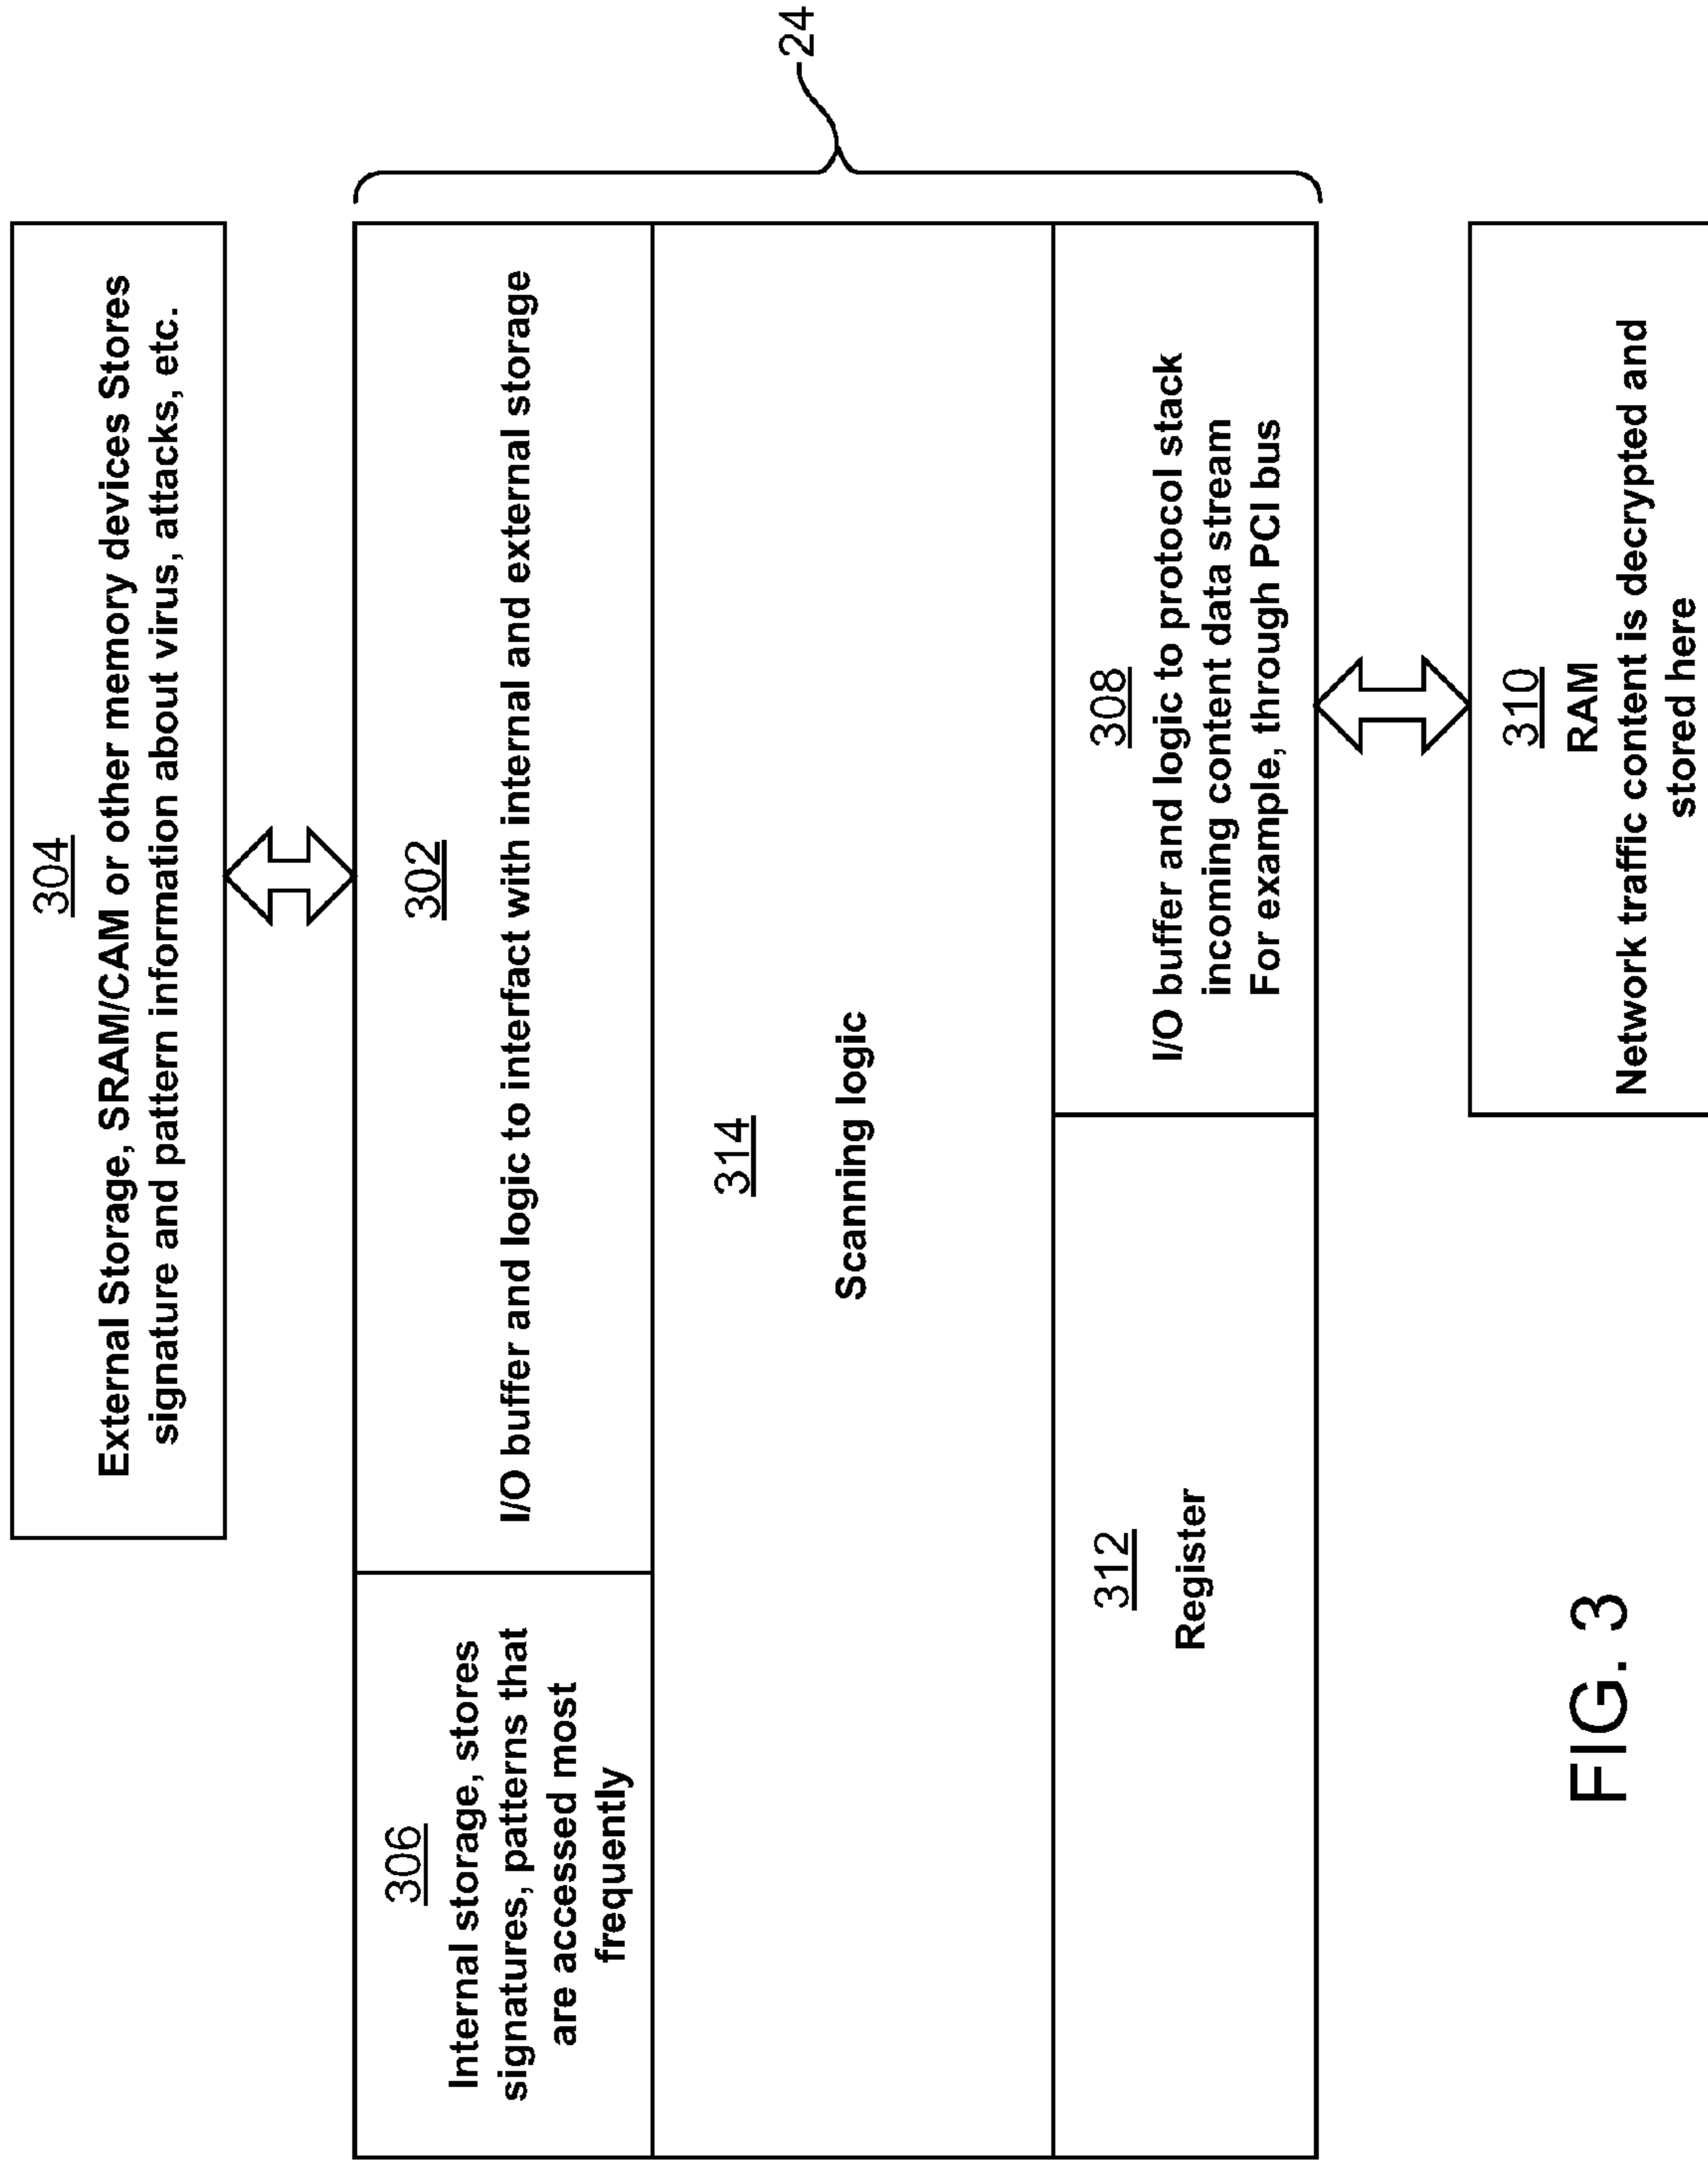 304
External Storage, SRAM/CAM or other memory devices Stores
signature and pattern information about virus, attacks, etc.
306
Internal storage, stores
signatures, patterns that
are accessed most
frequently
302
I/O buffer and logic to interfact with internal and external storage
24
314
Scanning logic
312
Register
308
I/O buffer and logic to protocol stack
incoming content data stream
For example, through PCI bus
310
RAM
Network traffic content is decrypted and
stored here
FIG. 3